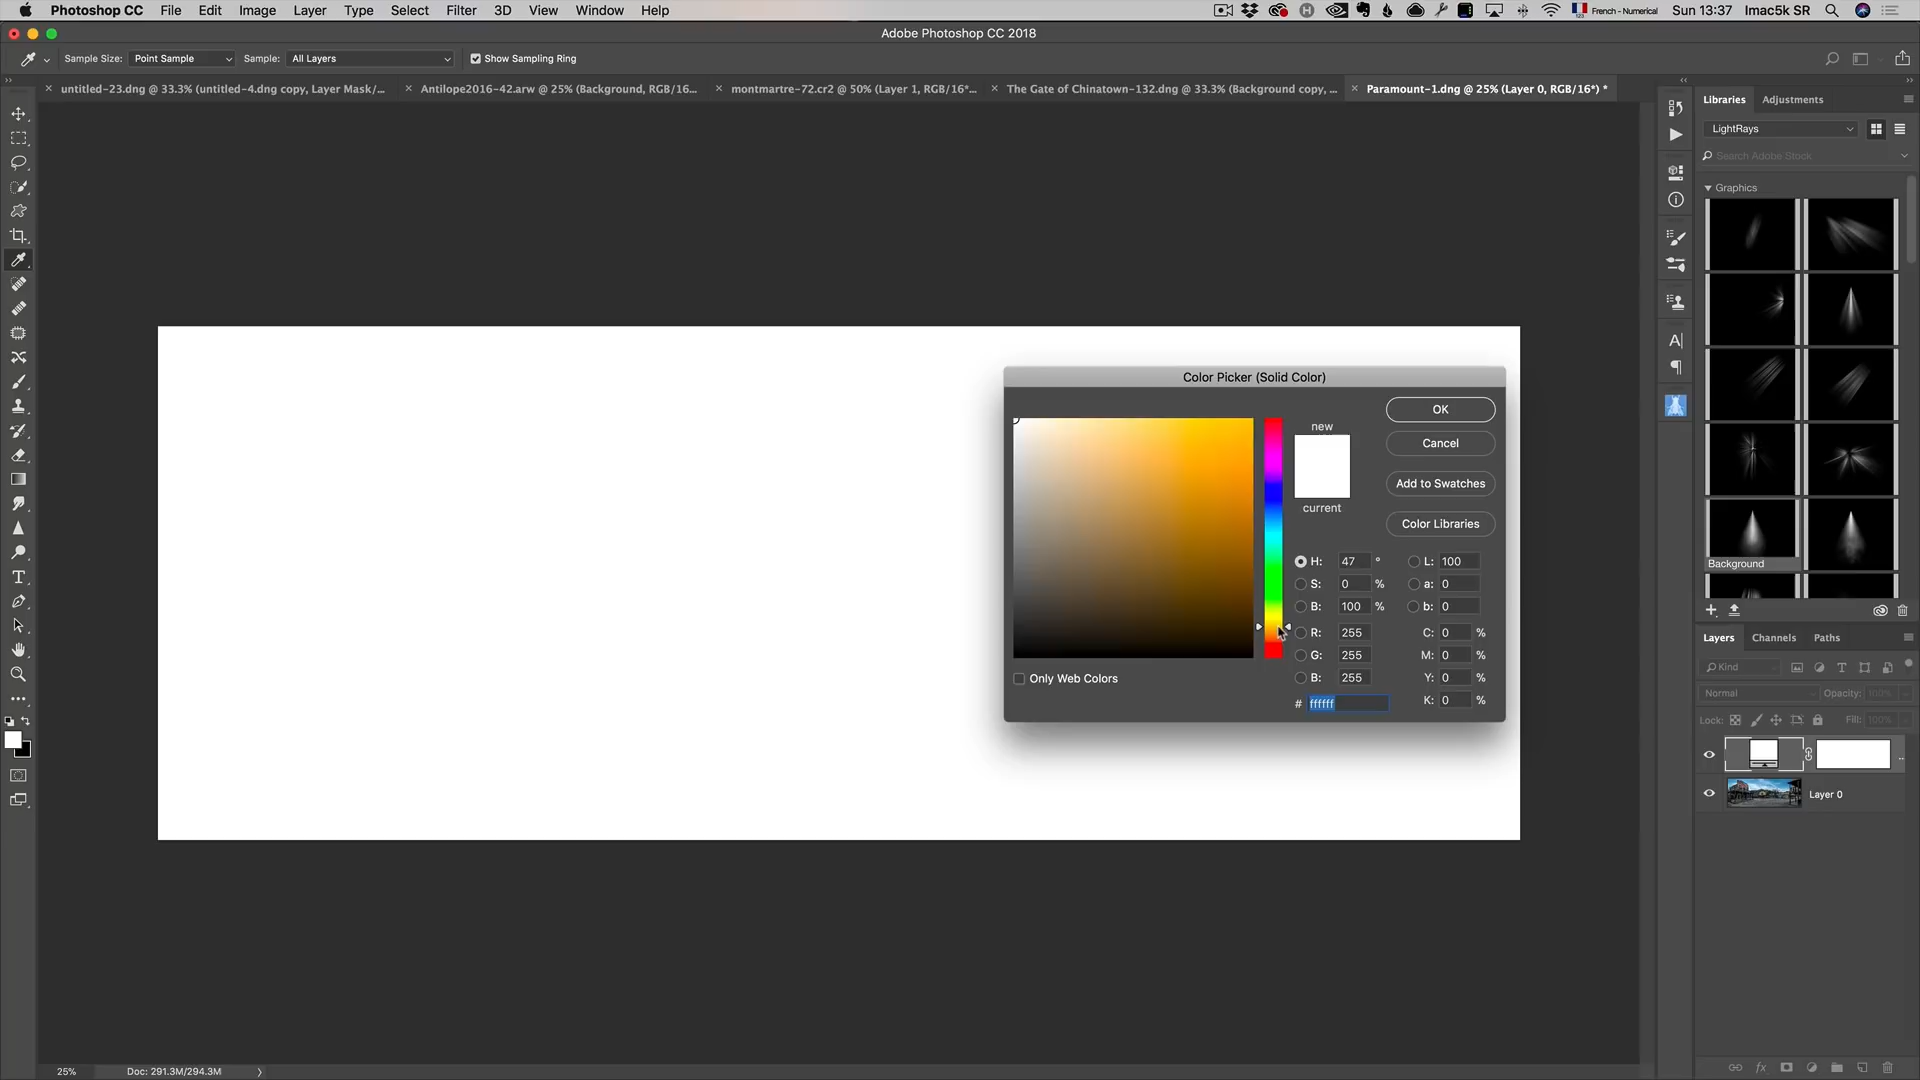 Photoshop CC File Edit Image Layer Type Select Filter 3D View Window Help French - Numerical Sun 13:37 Imac5k SR
Adobe Photoshop CC 2018
Sample Size: Point Sample Sample: All Layers Show Sampling Ring
untitled-23.dng @ 33.3% (untitled-4.dng copy, Layer Mask/...
Antilope2016-42.arw @ 25% (Background, RGB/16...
montmartre-72.cr2 @ 50% (Layer 1, RGB/16*...
The Gate of Chinatown-132.dng @ 33.3% (Background copy, ...
Paramount-1.dng @ 25% (Layer 0, RGB/16*) *
Libraries Adjustments
LightRays
Search Adobe Stock
Graphics
Background
Color Picker (Solid Color)
new
current
OK
Cancel
Add to Swatches
Color Libraries
H: 47 ° L: 100
S: 0 % a: 0
B: 100 % b: 0
R: 255 C: 0 %
G: 255 M: 0 %
B: 255 Y: 0 %
# ffffff K: 0 %
Only Web Colors
Layers Channels Paths
Kind
Normal Opacity: 100%
Lock: Fill: 100%
Layer 0
25% Doc: 291.3M/294.3M